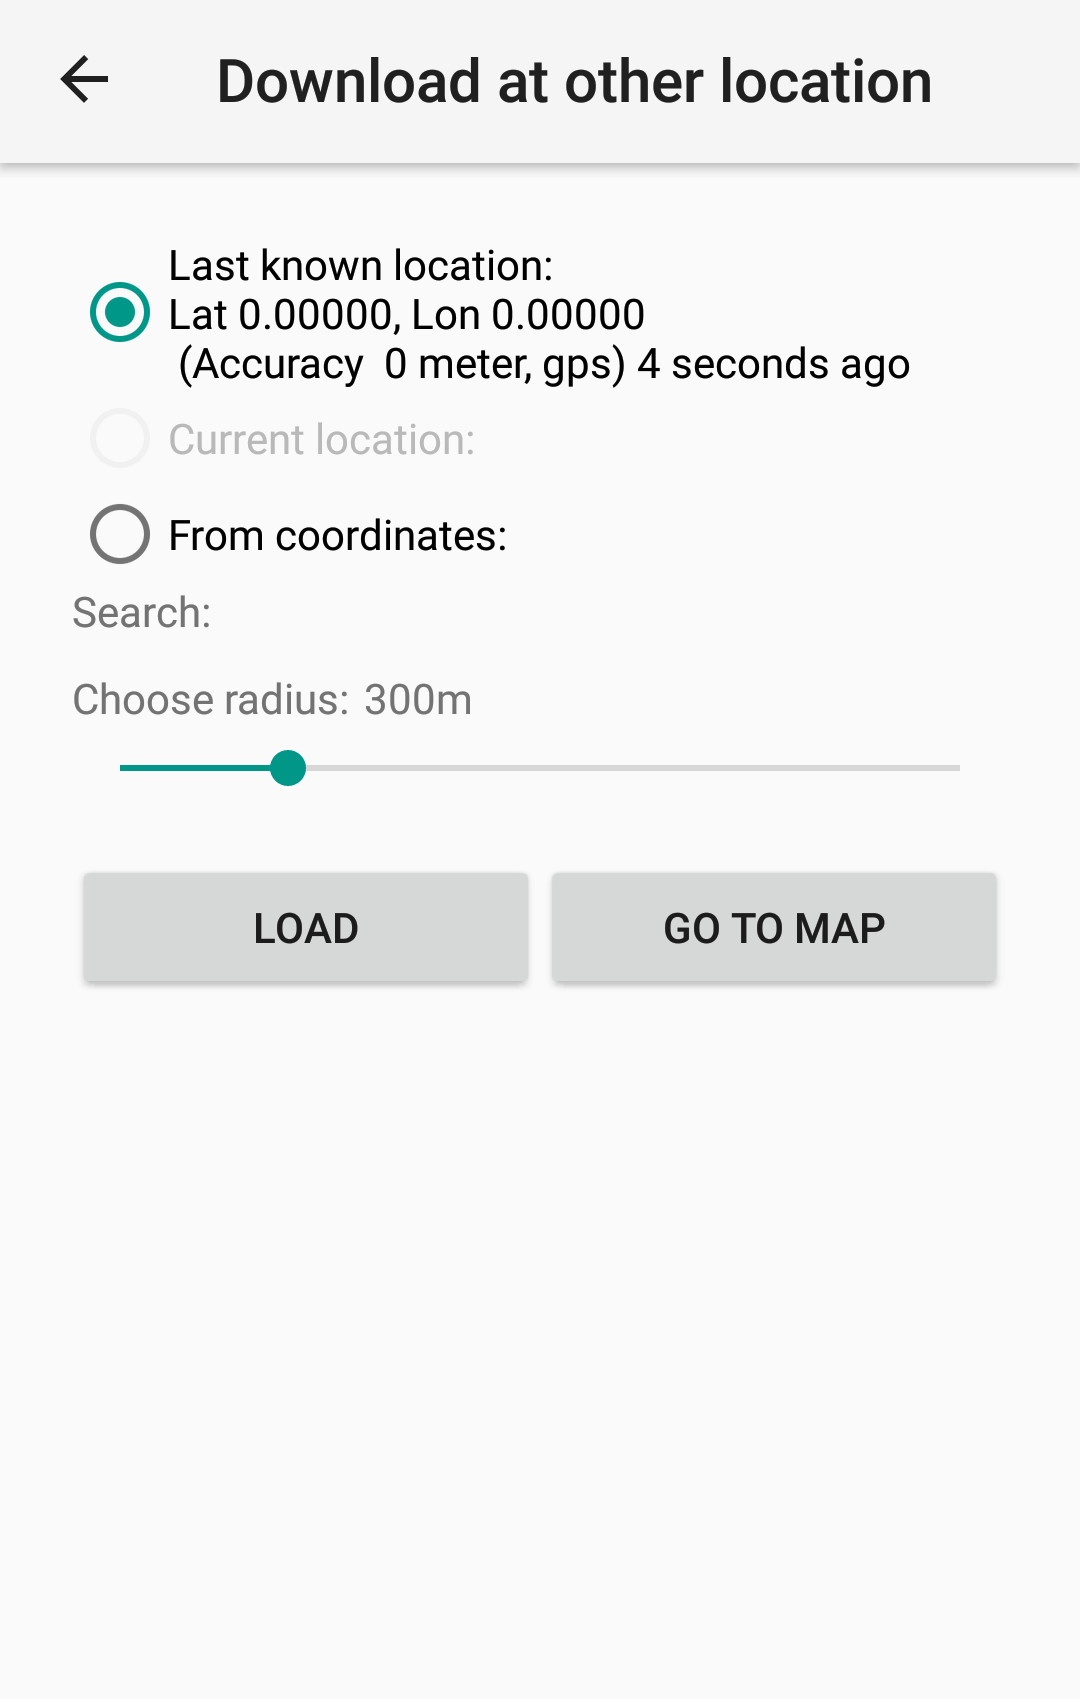 Download at other location
Last known location:
Lat 0.00000, Lon 0.00000
(Accuracy  0 meter, gps) 4 seconds ago
Current location:
From coordinates:
Search:
Choose radius: 300m
LOAD
GO TO MAP